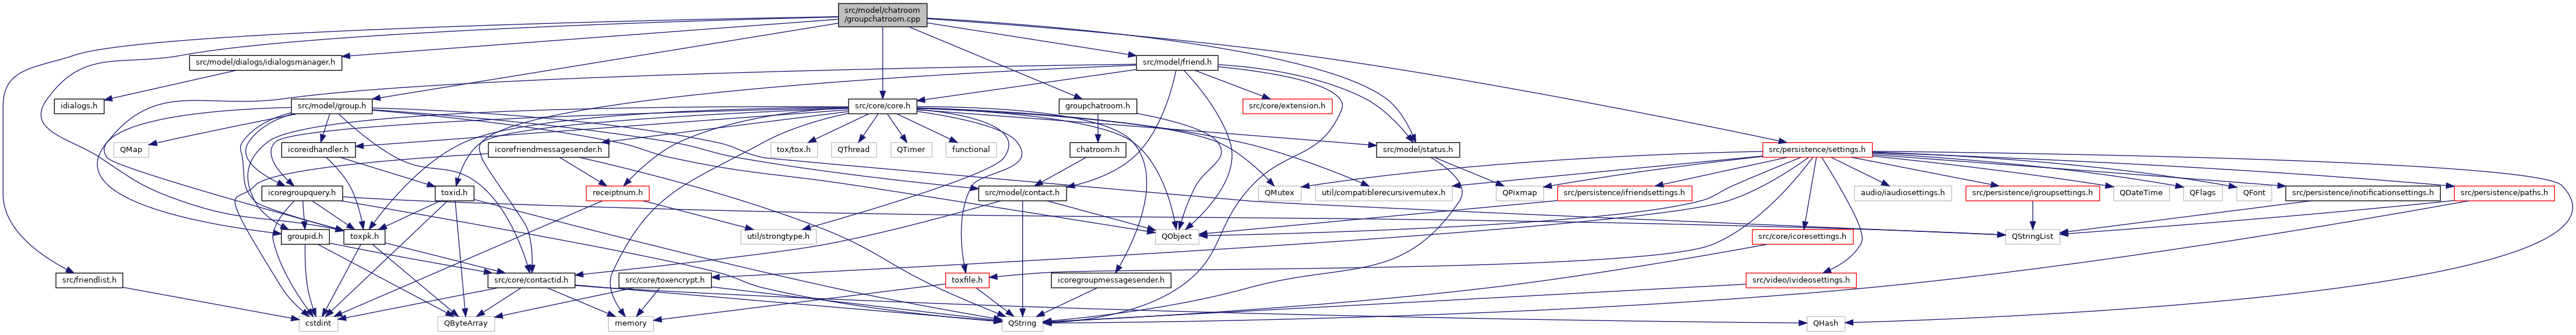 src/model/chatroom
/groupchatroom.cpp
src/model/dialogs/idialogsmanager.h
src/model/friend.h
idialogs.h
src/model/group.h
src/core/core.h
groupchatroom.h
src/core/extension.h
QMap
icoreidhandler.h
icorefriendmessagesender.h
tox/tox.h
QThread
QTimer
functional
chatroom.h
src/model/status.h
src/persistence/settings.h
icoregroupquery.h
toxid.h
receiptnum.h
src/model/contact.h
QMutex
util/compatiblerecursivemutex.h
QPixmap
src/persistence/ifriendsettings.h
audio/iaudiosettings.h
src/persistence/igroupsettings.h
QDateTime
QFlags
QFont
src/persistence/inotificationsettings.h
src/persistence/paths.h
groupid.h
toxpk.h
util/strongtype.h
QObject
src/core/icoresettings.h
QStringList
src/friendlist.h
src/core/contactid.h
src/core/toxencrypt.h
toxfile.h
icoregroupmessagesender.h
src/video/ivideosettings.h
cstdint
QByteArray
memory
QString
QHash